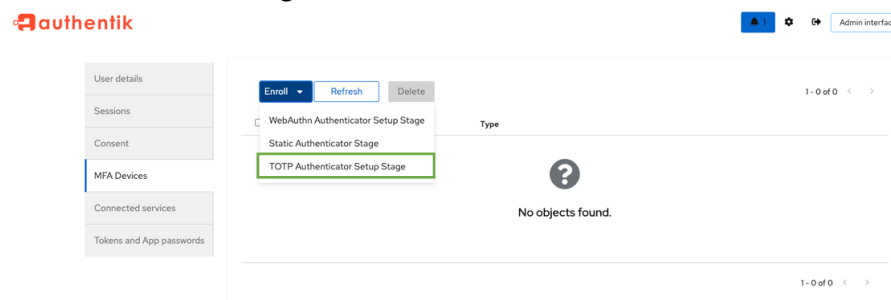 authentik
1
Admin interfac
User details
Sessions
Consent
MFA Devices
Connected services
Tokens and App passwords
Enroll
Refresh
Delete
1 - 0 of 0
WebAuthn Authenticator Setup Stage
Static Authenticator Stage
TOTP Authenticator Setup Stage
Type
No objects found.
1 - 0 of 0